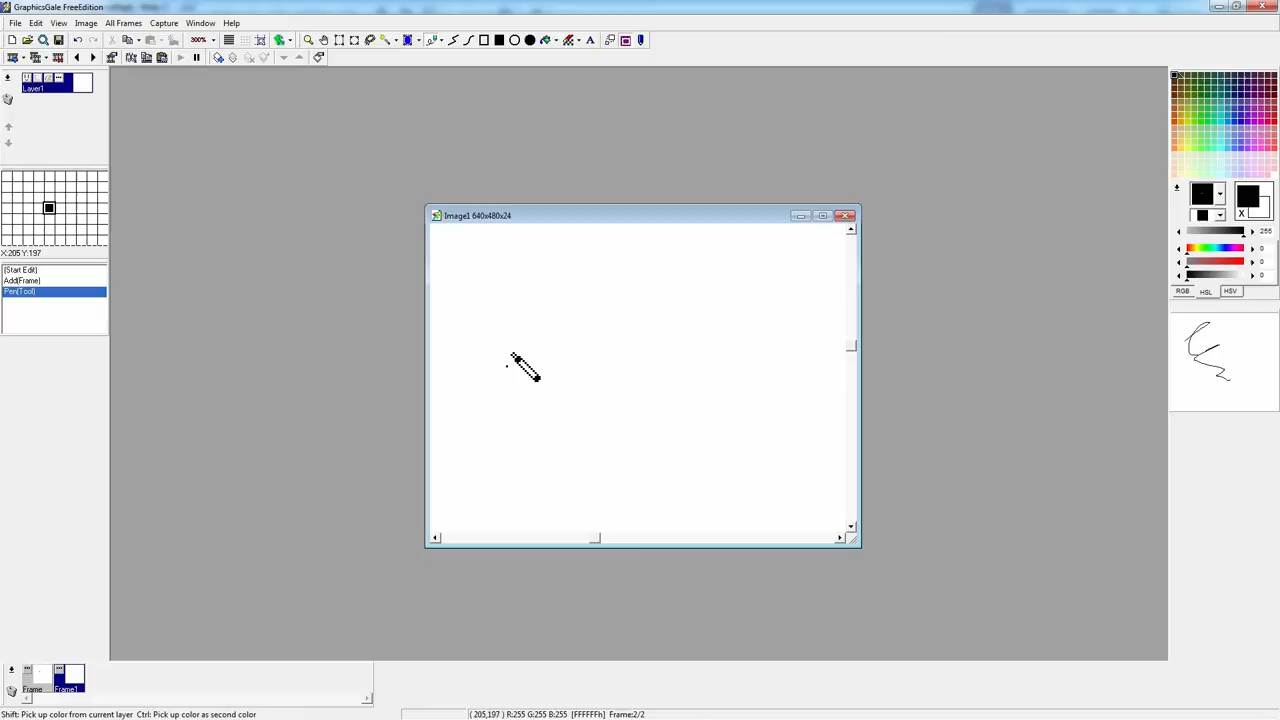 GraphicsGale FreeEdition
File Edit View Image All Frames Capture Window Help
300%
Layer1
X:205 Y:197
(Start Edit)
Add(Frame)
Pen(Tool)
Image1 640x480x24
X
0
0
0
RGB HSL HSV
Frame Frame1
Shift: Pick up color from current layer Ctrl: Pick up color as second color
( 205,197 ) R:255 G:255 B:255 [FFFFFFh] Frame:2/2